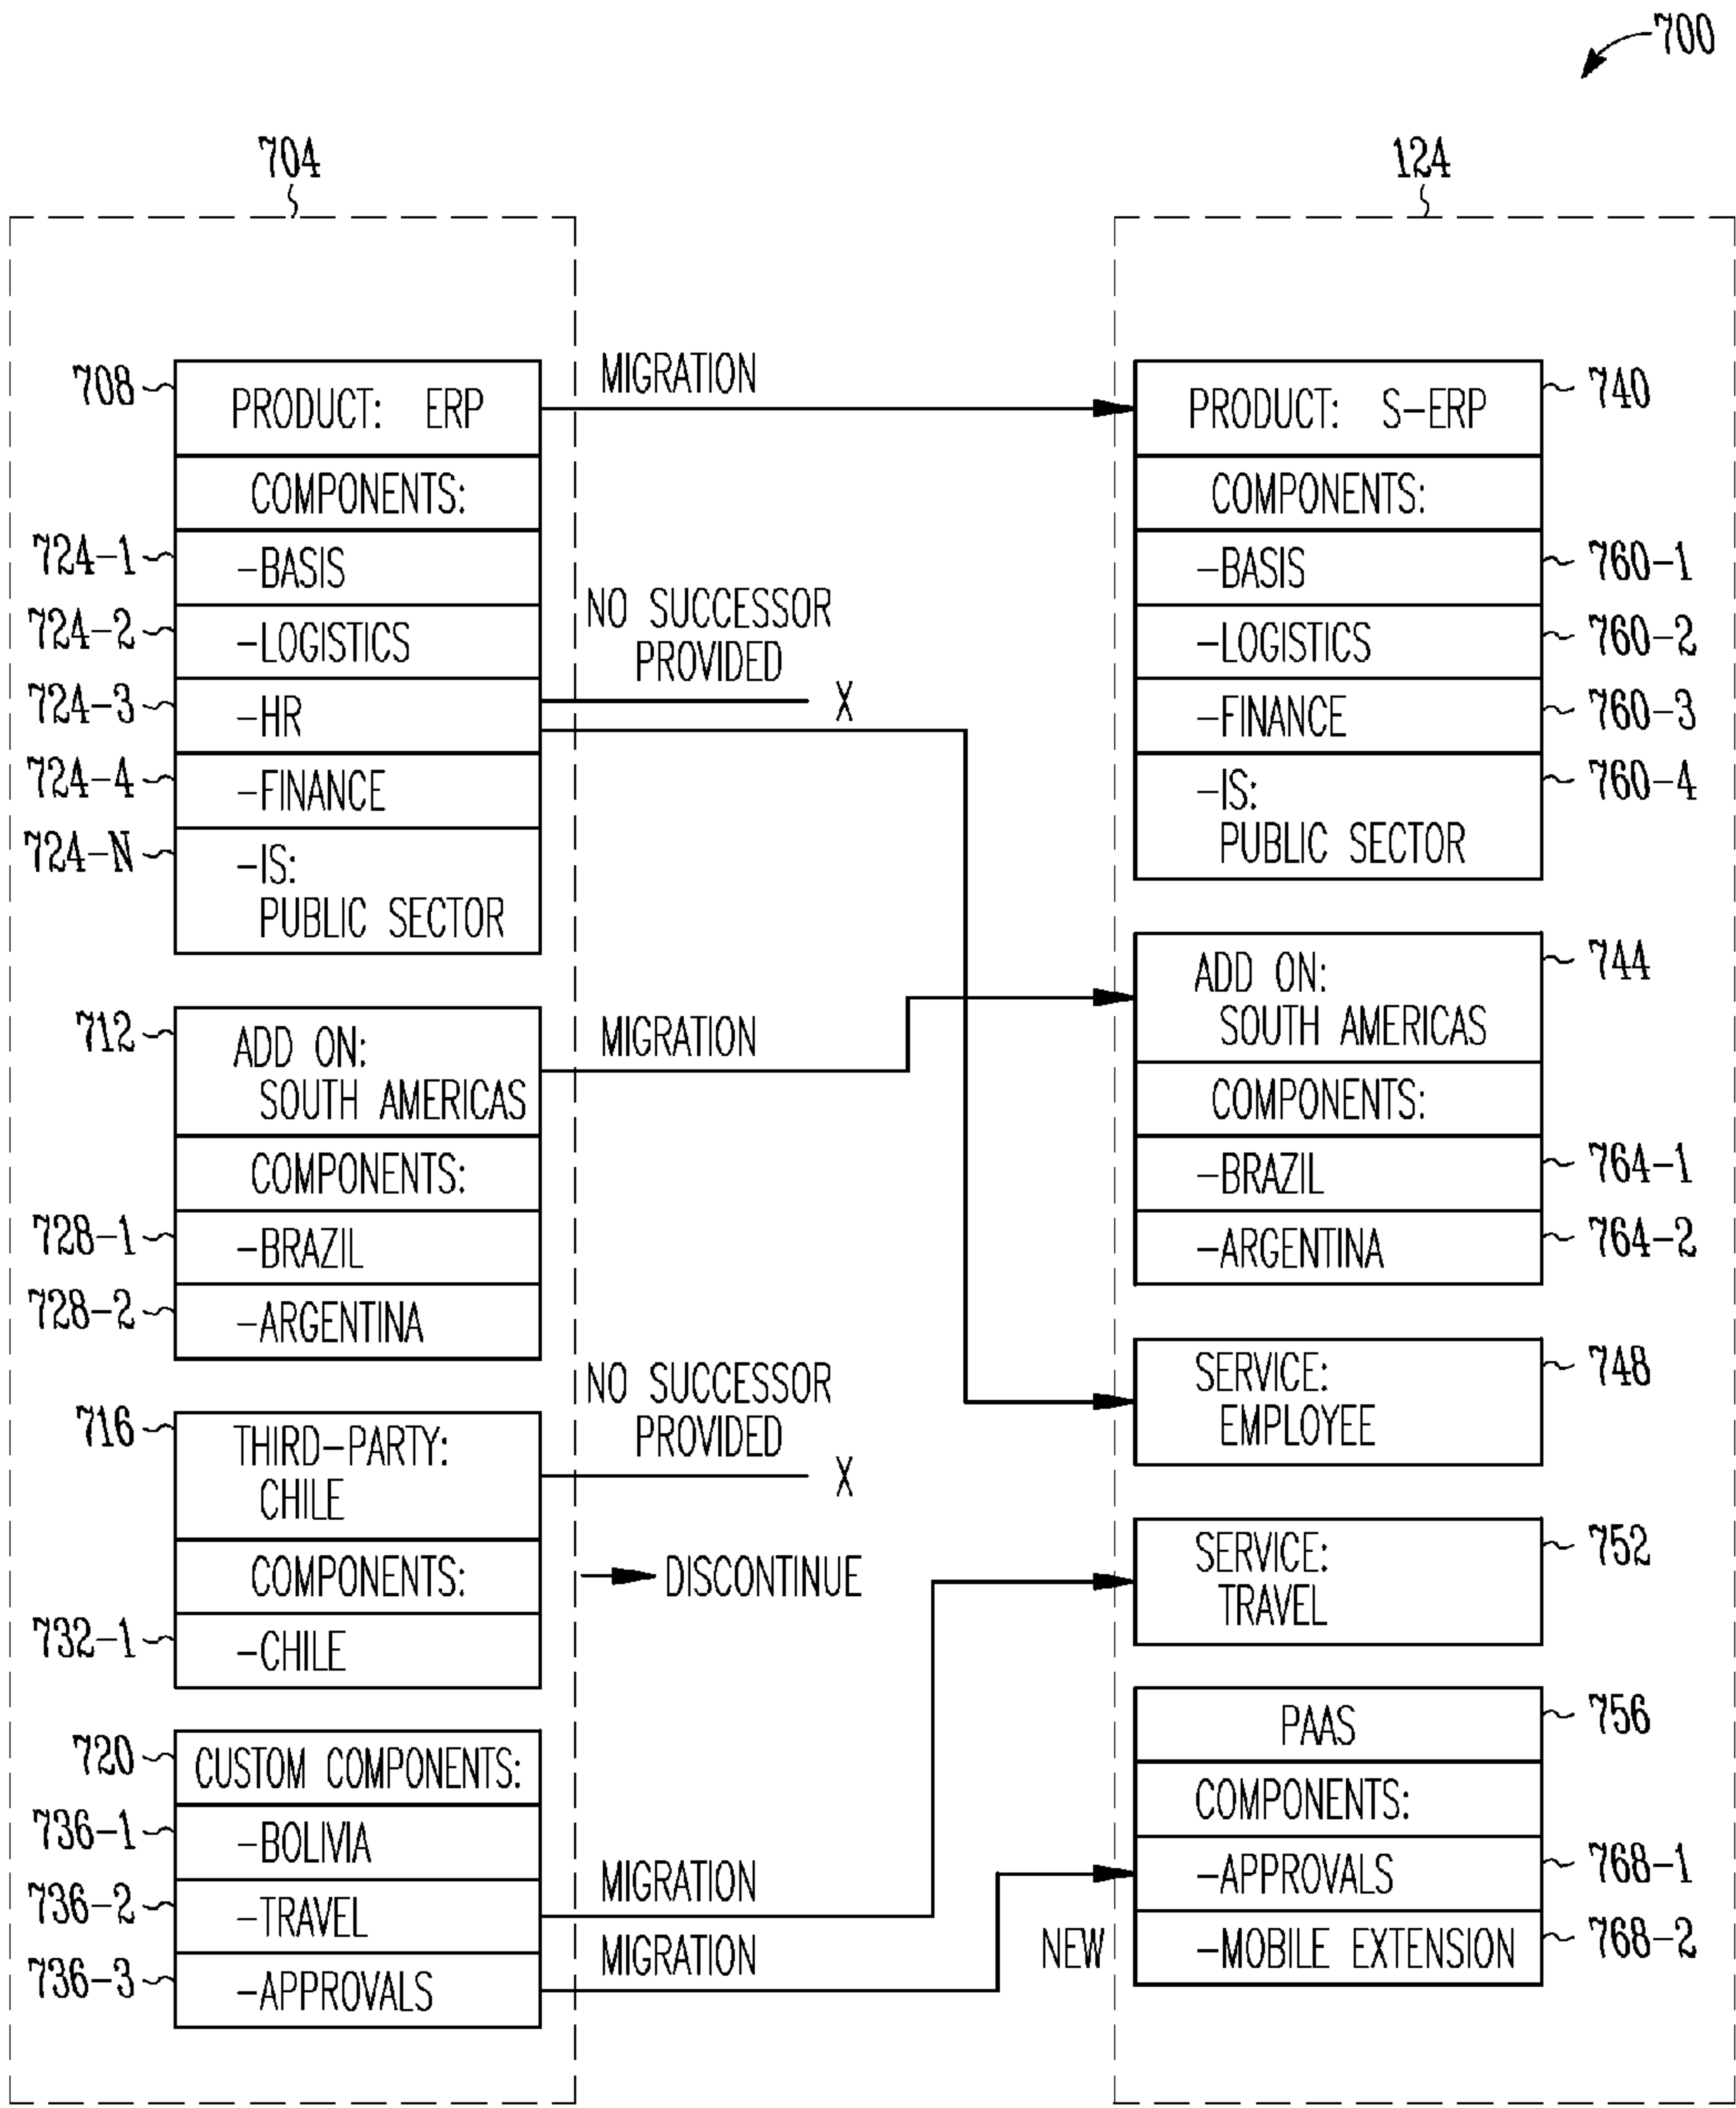 700
704
708
PRODUCT: ERP
COMPONENTS:
724-1
-BASIS
724-2
-LOGISTICS
724-3
-HR
724-4
-FINANCE
724-N
-IS:
PUBLIC SECTOR
712
ADD ON:
SOUTH AMERICAS
COMPONENTS:
728-1
-BRAZIL
728-2
-ARGENTINA
716
THIRD-PARTY:
CHILE
COMPONENTS:
732-1
-CHILE
720
CUSTOM COMPONENTS:
736-1
-BOLIVIA
736-2
-TRAVEL
736-3
-APPROVALS
MIGRATION
NO SUCCESSOR
PROVIDED
X
MIGRATION
NO SUCCESSOR
PROVIDED
X
DISCONTINUE
MIGRATION
MIGRATION
NEW
124
PRODUCT: S-ERP
740
COMPONENTS:
-BASIS
760-1
-LOGISTICS
760-2
-FINANCE
760-3
-IS:
PUBLIC SECTOR
760-4
ADD ON:
SOUTH AMERICAS
744
COMPONENTS:
-BRAZIL
764-1
-ARGENTINA
764-2
SERVICE:
EMPLOYEE
748
SERVICE:
TRAVEL
752
PAAS
756
COMPONENTS:
-APPROVALS
768-1
-MOBILE EXTENSION
768-2